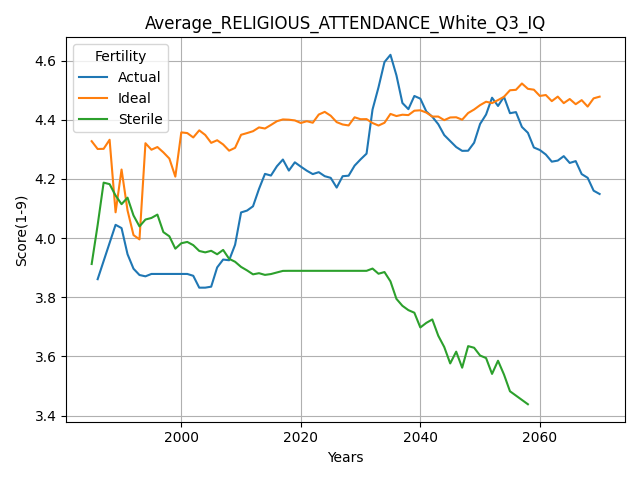 Average_RELIGIOUS_ATTENDANCE_White_Q3_IQ
Fertility
Actual
Ideal
Sterile
Score(1-9)
4.6
4.4
4.2
4.0
3.8
3.6
3.4
2000
2020
2040
2060
Years